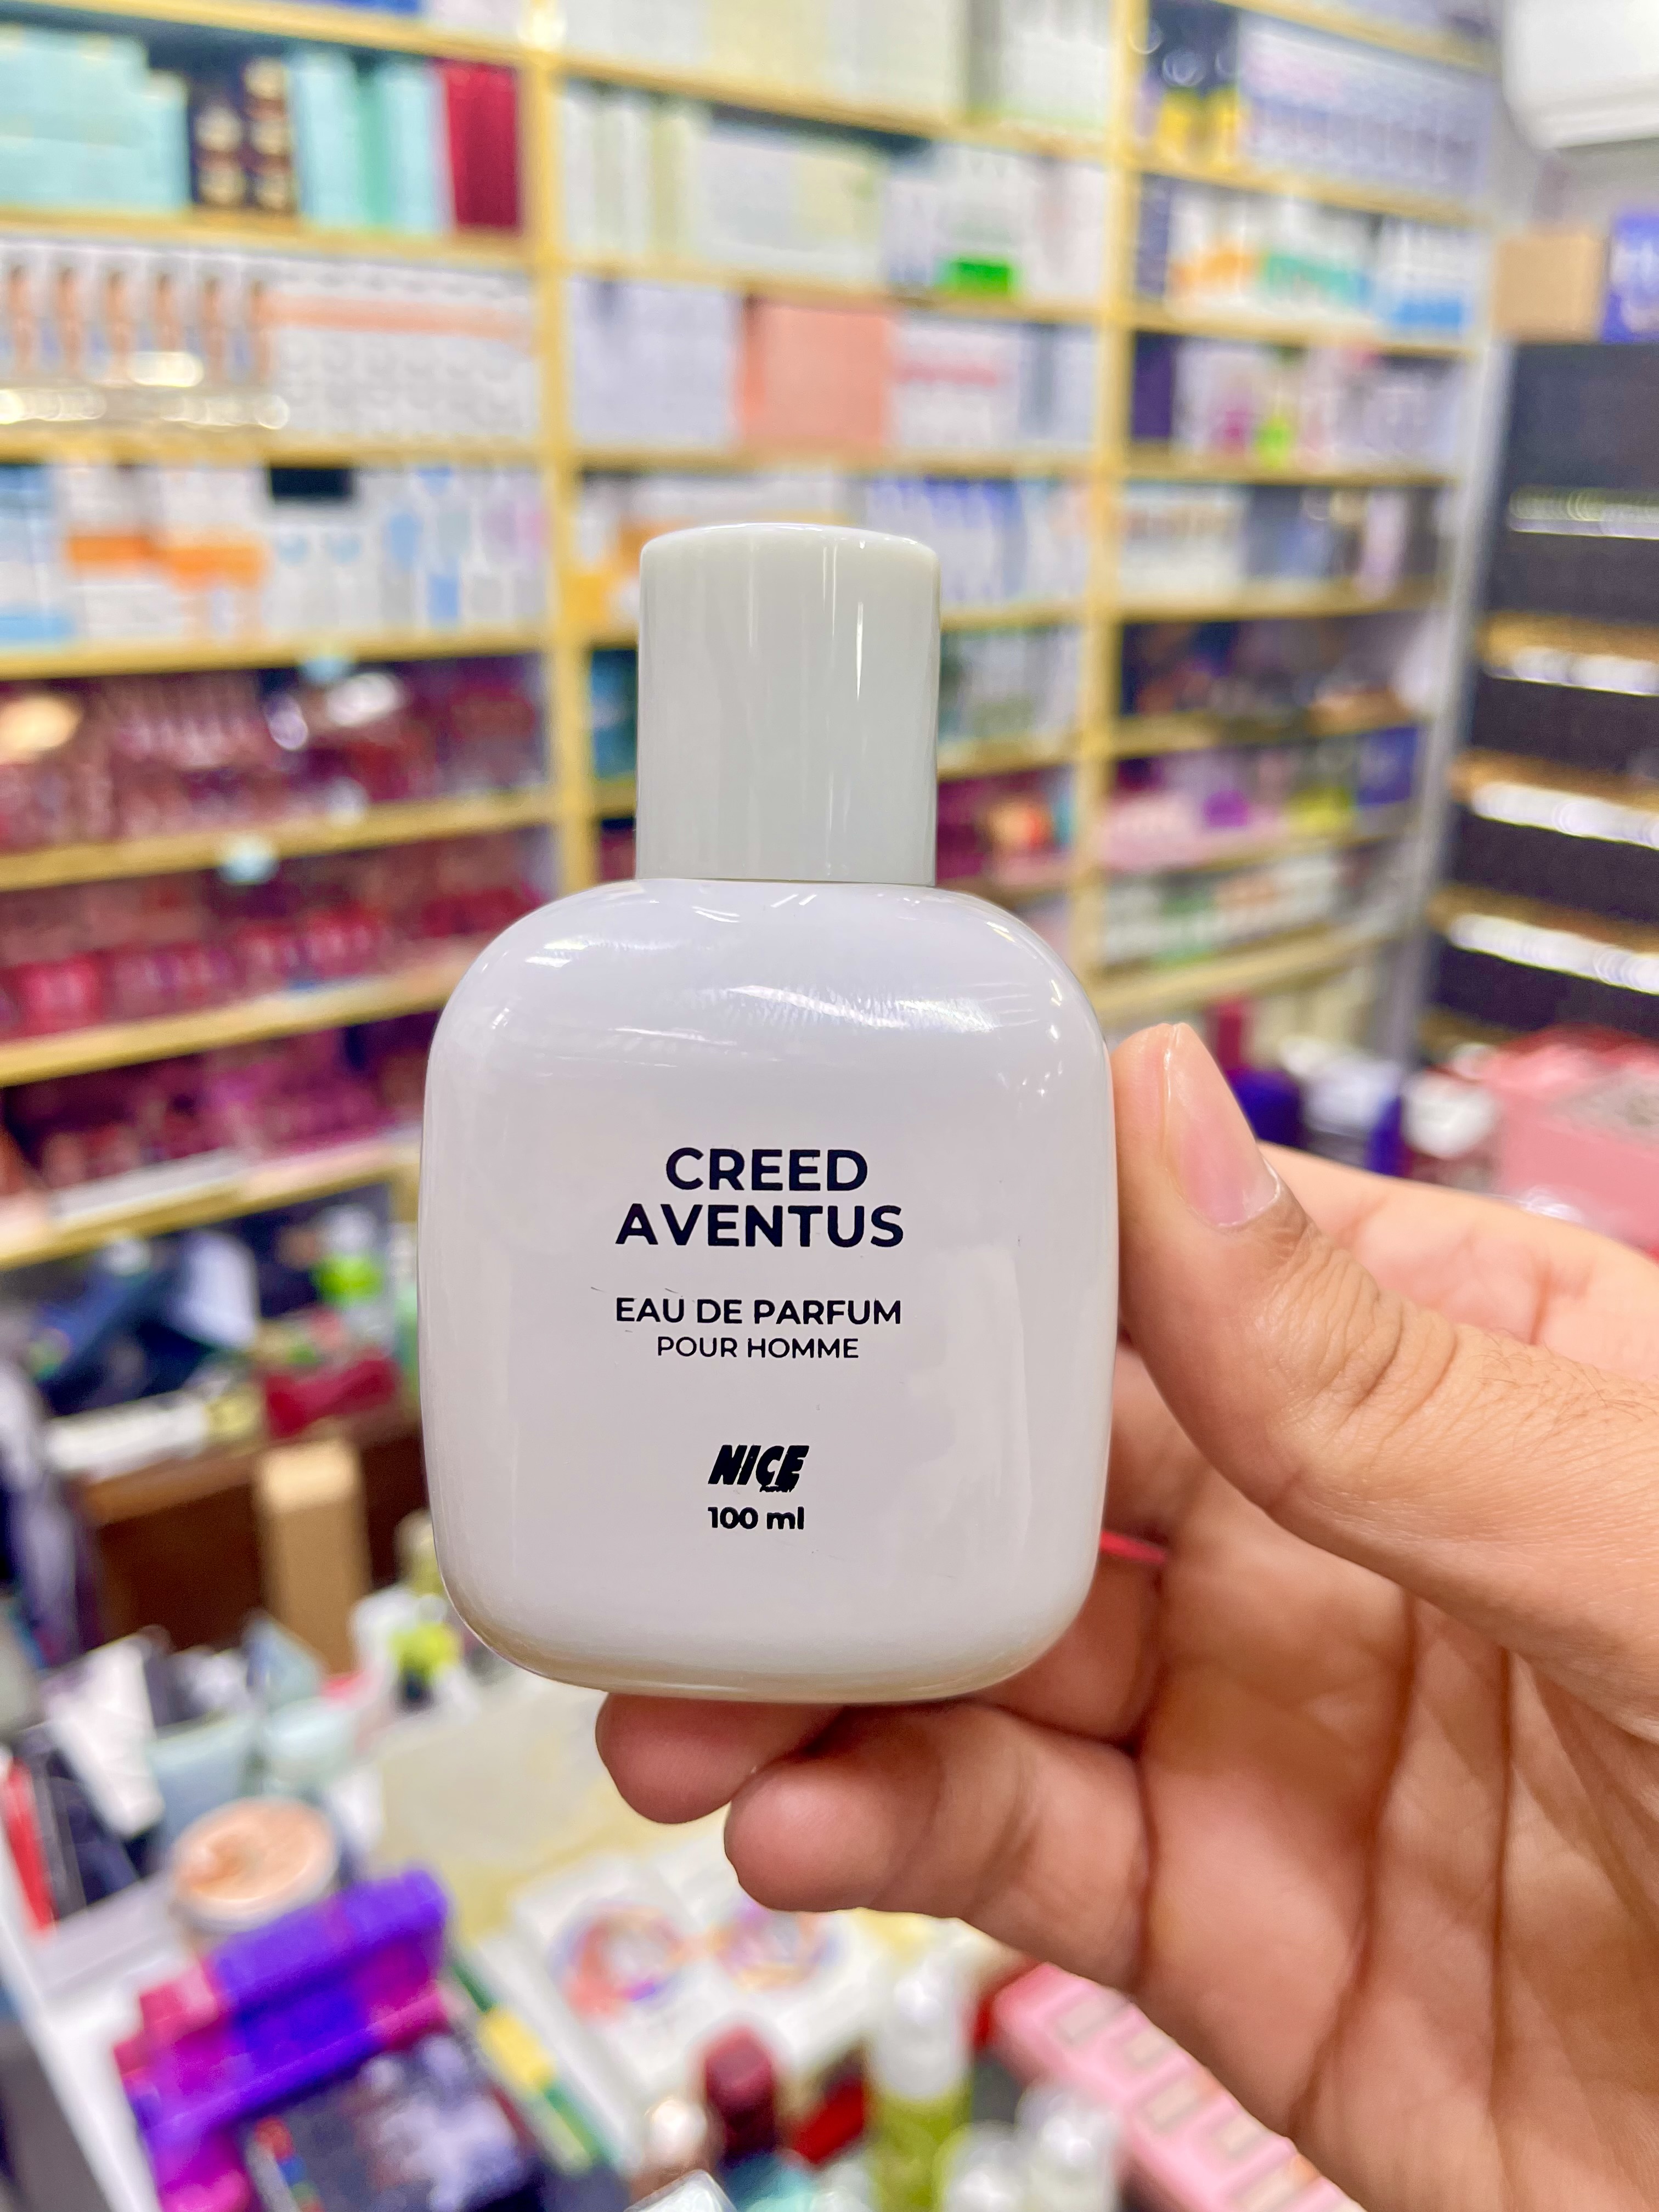 CREED
AVENTUS
EAU DE PARFUM
POUR HOMME
NICE
100 ml